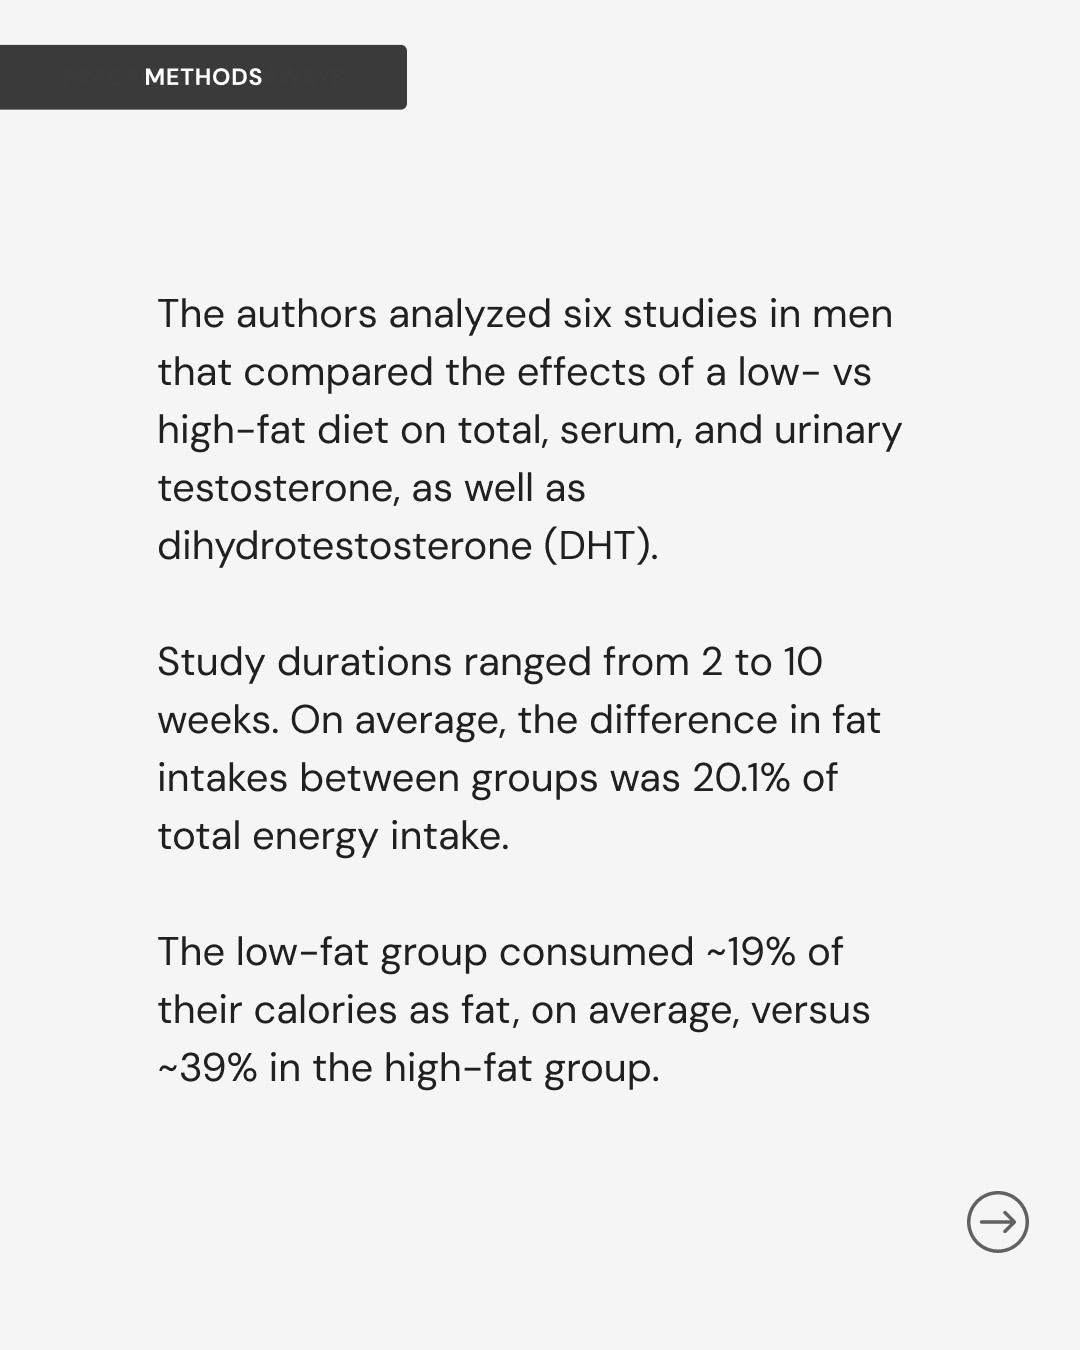 METHODS
The authors analyzed six studies in men
that compared the effects of a low- vs
high-fat diet on total, serum, and urinary
testosterone, as well as
dihydrotestosterone (DHT).
Study durations ranged from 2 to 10
weeks. On average, the difference in fat
intakes between groups was 20.1% of
total energy intake.
The low-fat group consumed ~19% of
their calories as fat, on average, versus
~39% in the high-fat group.